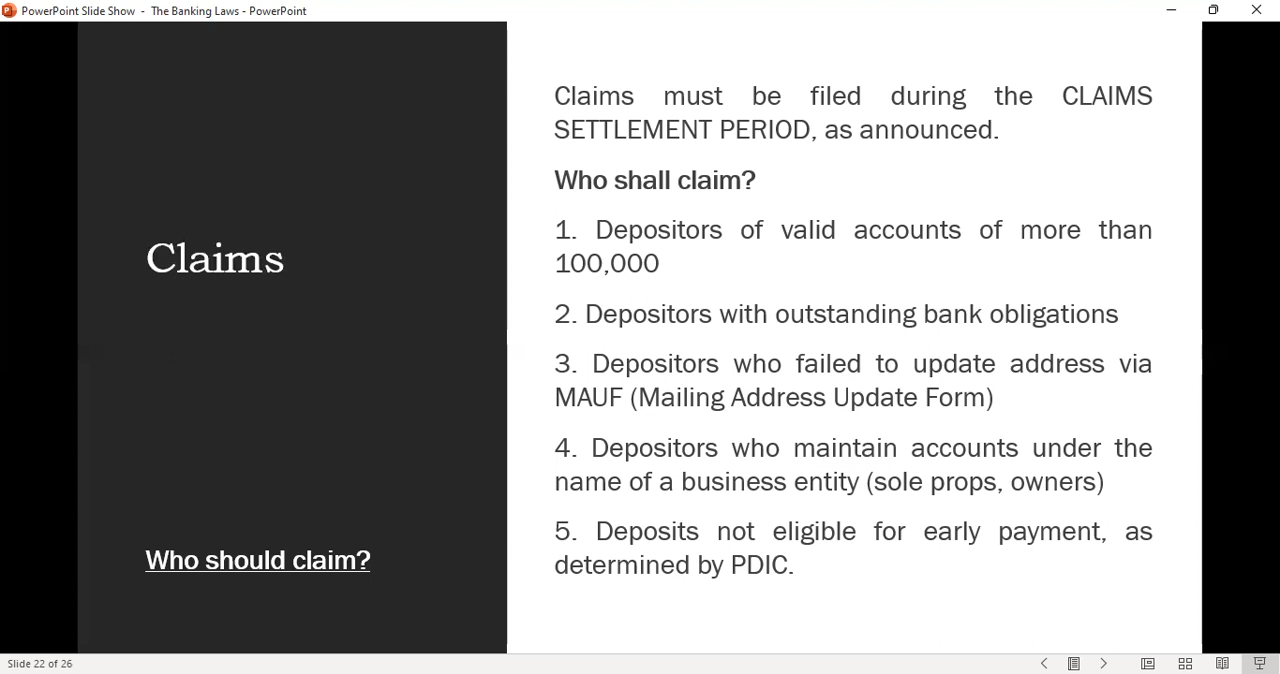 PowerPoint Slide Show - The Banking Laws - PowerPoint
Claims
Who should claim?
Claims must be filed during the CLAIMS
SETTLEMENT PERIOD, as announced.
Who shall claim?
1. Depositors of valid accounts of more than
100,000
2. Depositors with outstanding bank obligations
3. Depositors who failed to update address via
MAUF (Mailing Address Update Form)
4. Depositors who maintain accounts under the
name of a business entity (sole props, owners)
5. Deposits not eligible for early payment, as
determined by PDIC.
Slide 22 of 26